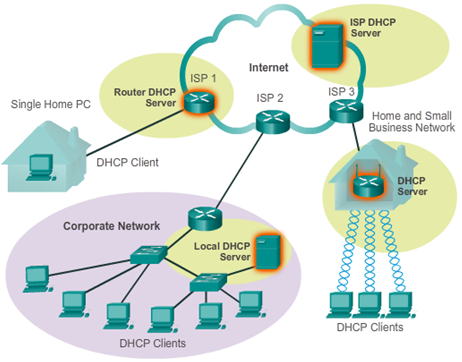 ISP DHCP
Server
Internet
ISP 1
Router DHCP
Server
ISP 2
ISP 3
Single Home PC
DHCP Client
Home and Small
Business Network
DHCP
Server
Corporate Network
Local DHCP
Server
DHCP Clients
DHCP Clients